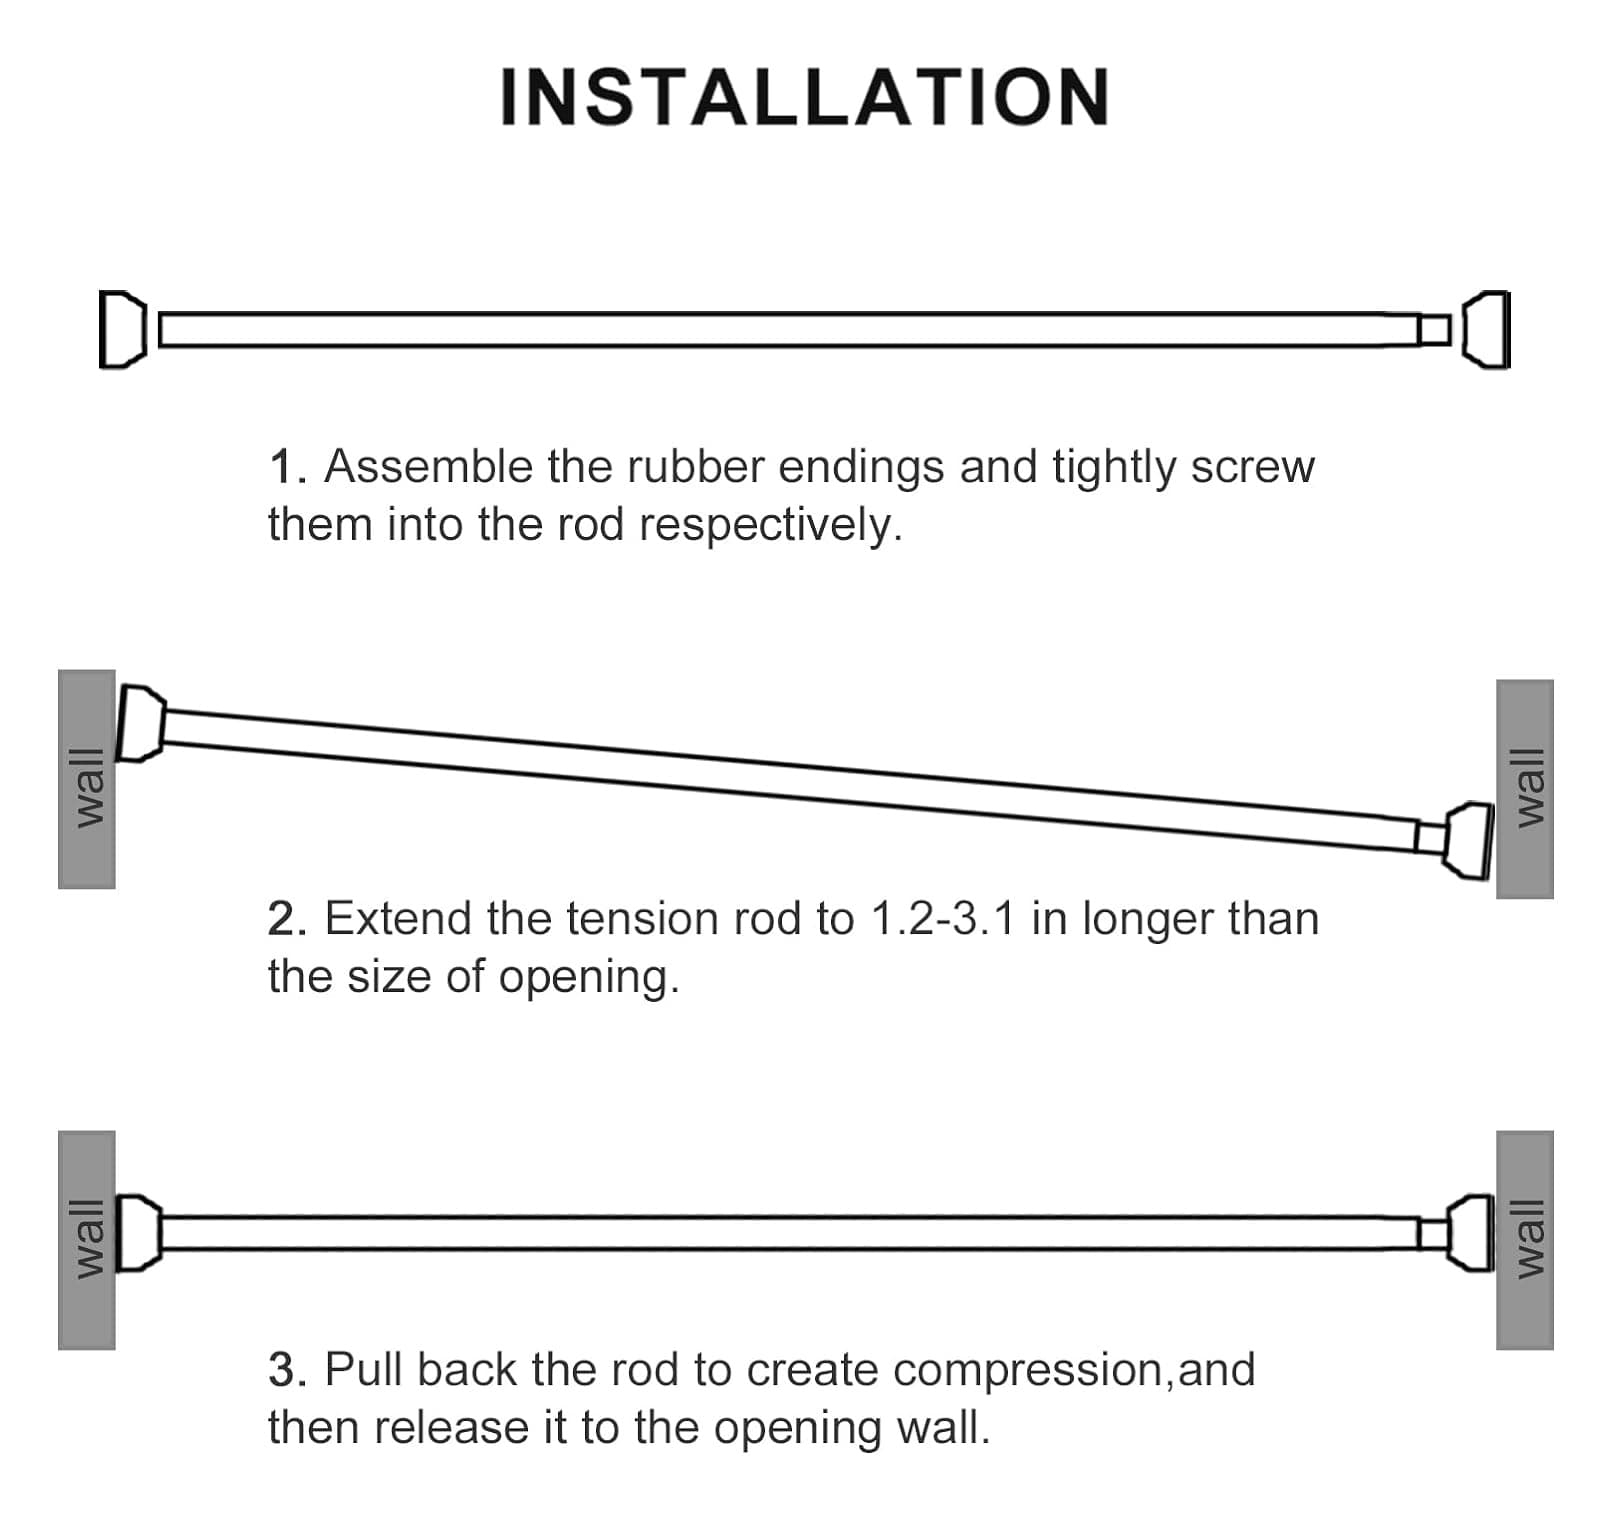 INSTALLATION
1. Assemble the rubber endings and tightly screw
them into the rod respectively.
wall
wall
2. Extend the tension rod to 1.2-3.1 in longer than
the size of opening.
wall
wall
3. Pull back the rod to create compression,and
then release it to the opening wall.